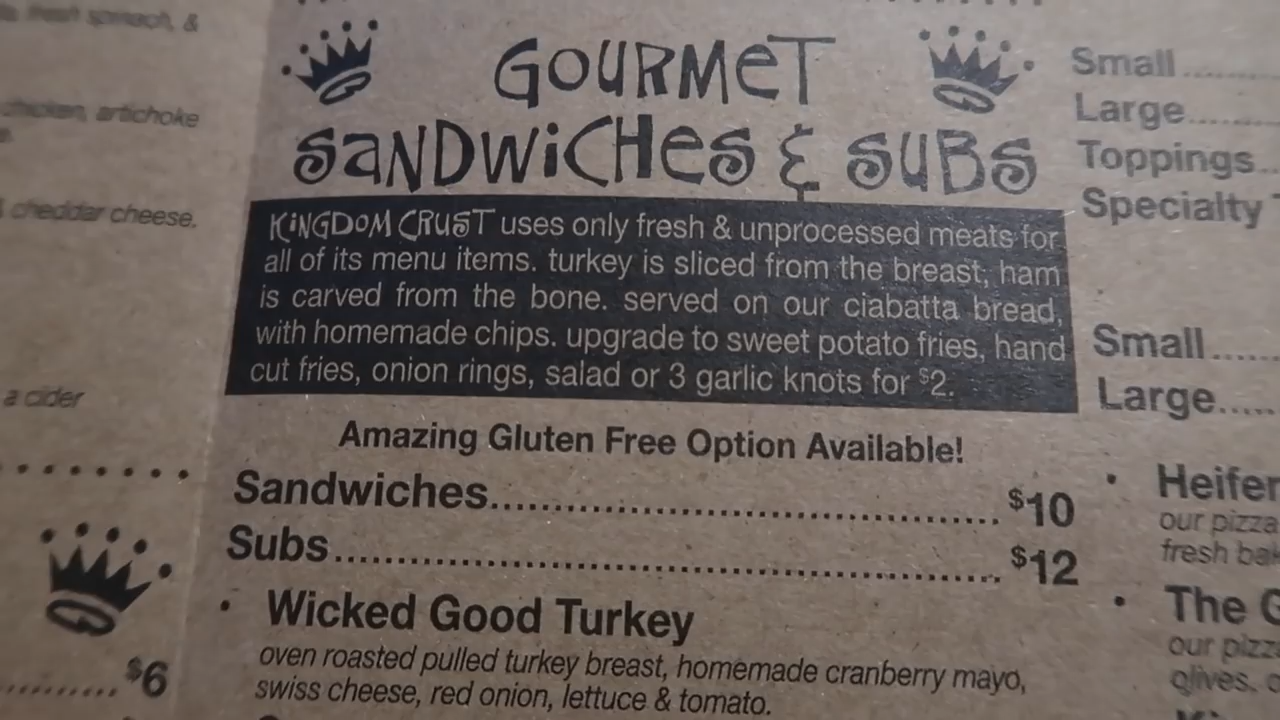 fresh spinach, &
chicken, artichoke
cheddar cheese.
a cider
$6
GOURMET
SANDWICHES & SUBS
KINGDOM CRUST uses only fresh & unprocessed meats for
all of its menu items. turkey is sliced from the breast, ham
is carved from the bone. served on our ciabatta bread,
with homemade chips. upgrade to sweet potato fries, hand
cut fries, onion rings, salad or 3 garlic knots for $2.
Amazing Gluten Free Option Available!
Sandwiches.......................................................$10
Subs.......................................................................$12
• Wicked Good Turkey
oven roasted pulled turkey breast, homemade cranberry mayo,
swiss cheese, red onion, lettuce & tomato.
Small..........
Large..........
Toppings...
Specialty
Small......
Large.....
• Heifer
our pizza
fresh
• The
our
olives.